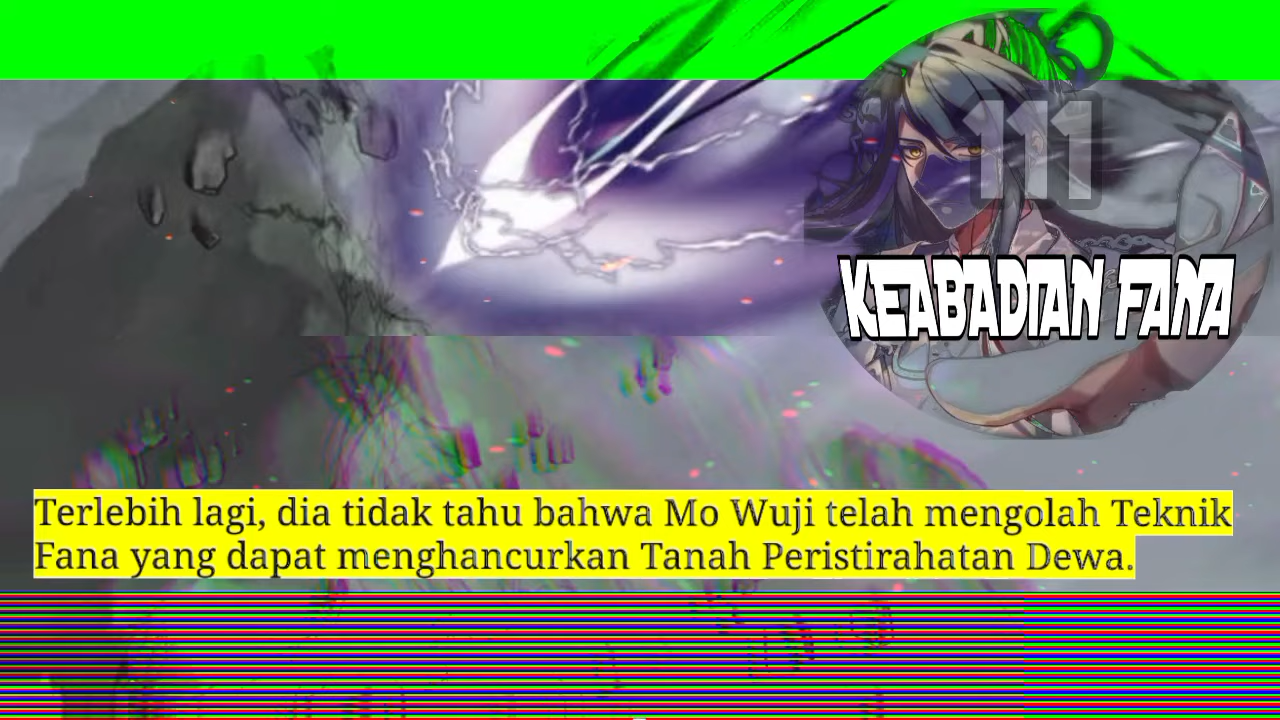 111
KEABADIAN FANA
Terlebih lagi, dia tidak tahu bahwa Mo Wuji telah mengolah Teknik
Fana yang dapat menghancurkan Tanah Peristirahatan Dewa.